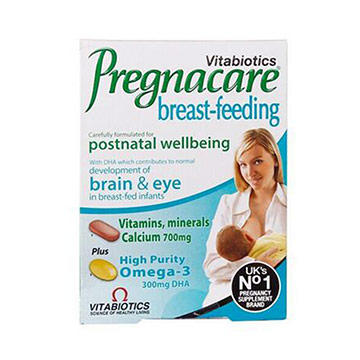 Vitabiotics
Pregnacare®
breast-feeding
Carefully formulated for
postnatal wellbeing
With DHA which contributes to normal
development of
brain & eye
in breast-fed infants
Vitamins, minerals
Calcium 700mg
Plus
High Purity
Omega-3
300mg DHA
UK's
No1
PREGNANCY
SUPPLEMENT
BRAND
VITABIOTICS
SCIENCE OF HEALTHY LIVING